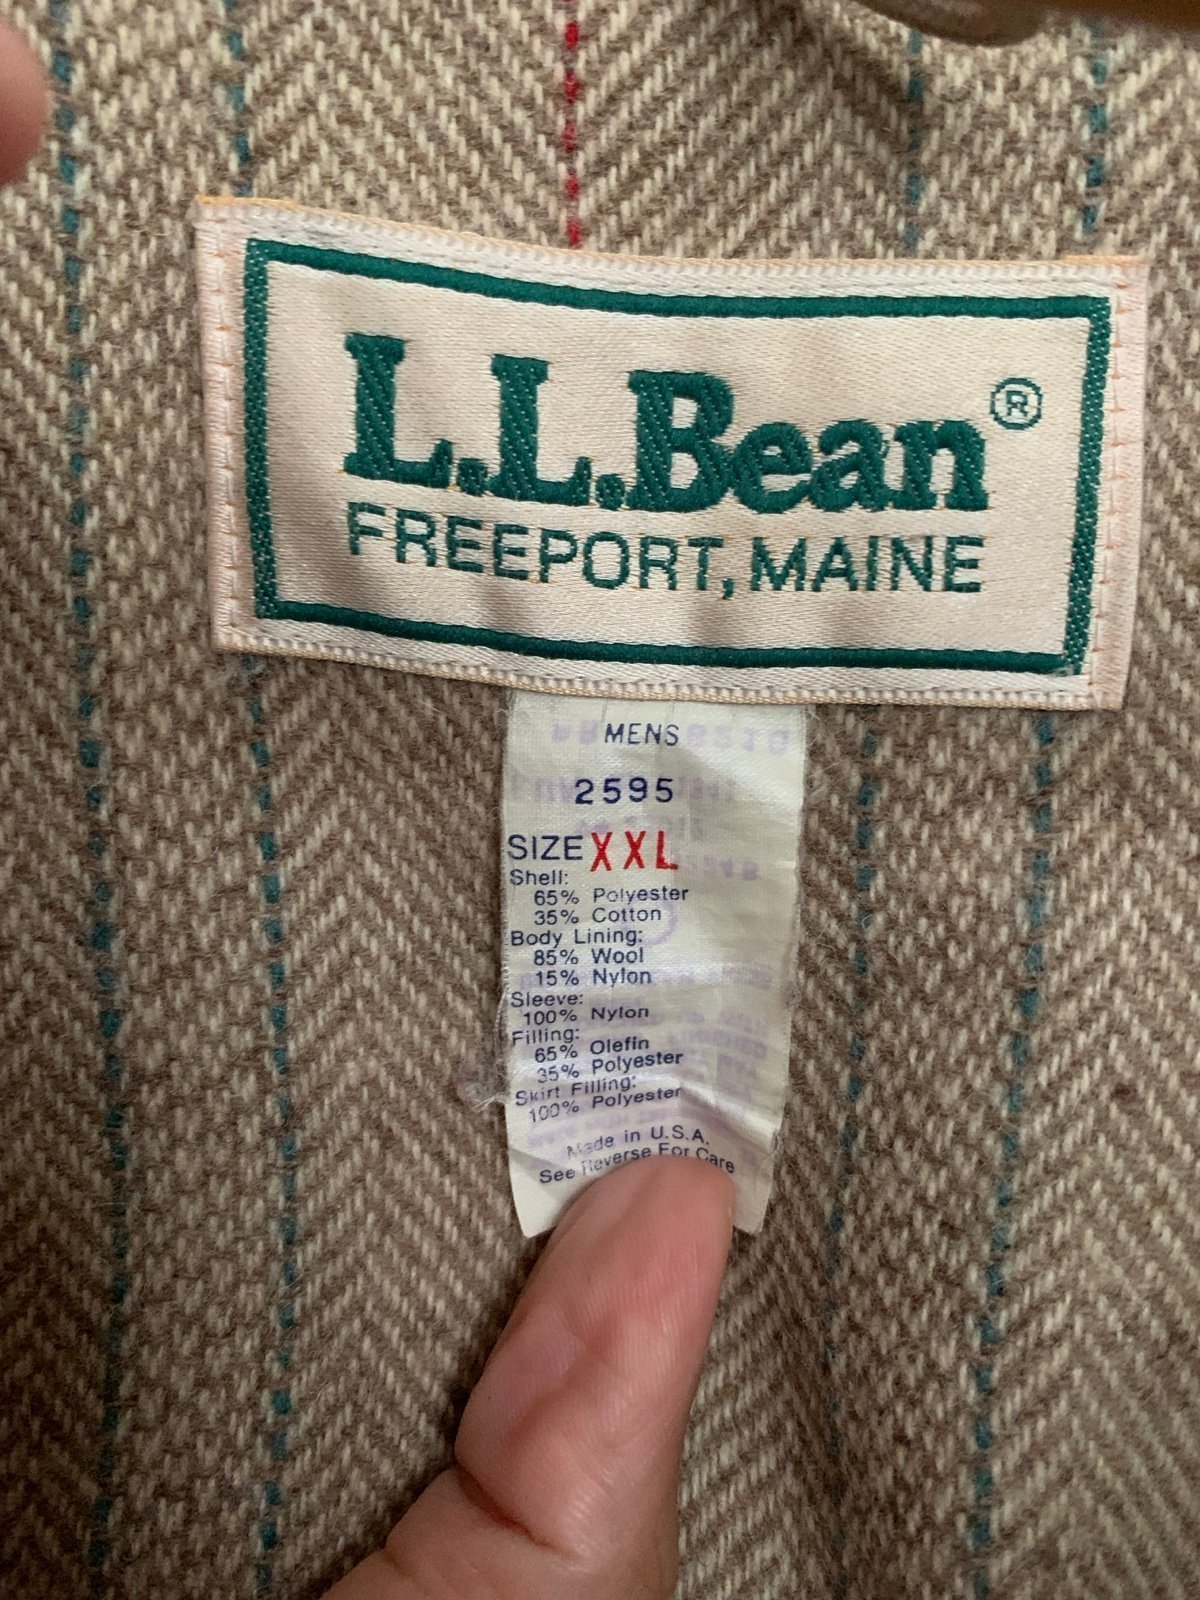 L.L.Bean®
FREEPORT, MAINE
MENS
2595
SIZE XXL
Shell:
65% Polyester
35% Cotton
Body Lining:
85% Wool
15% Nylon
Sleeve:
100% Nylon
Filling:
65% Olefin
35% Polyester
Skirt Filling:
100% Polyester
Made in U.S.A.
See Reverse For Care